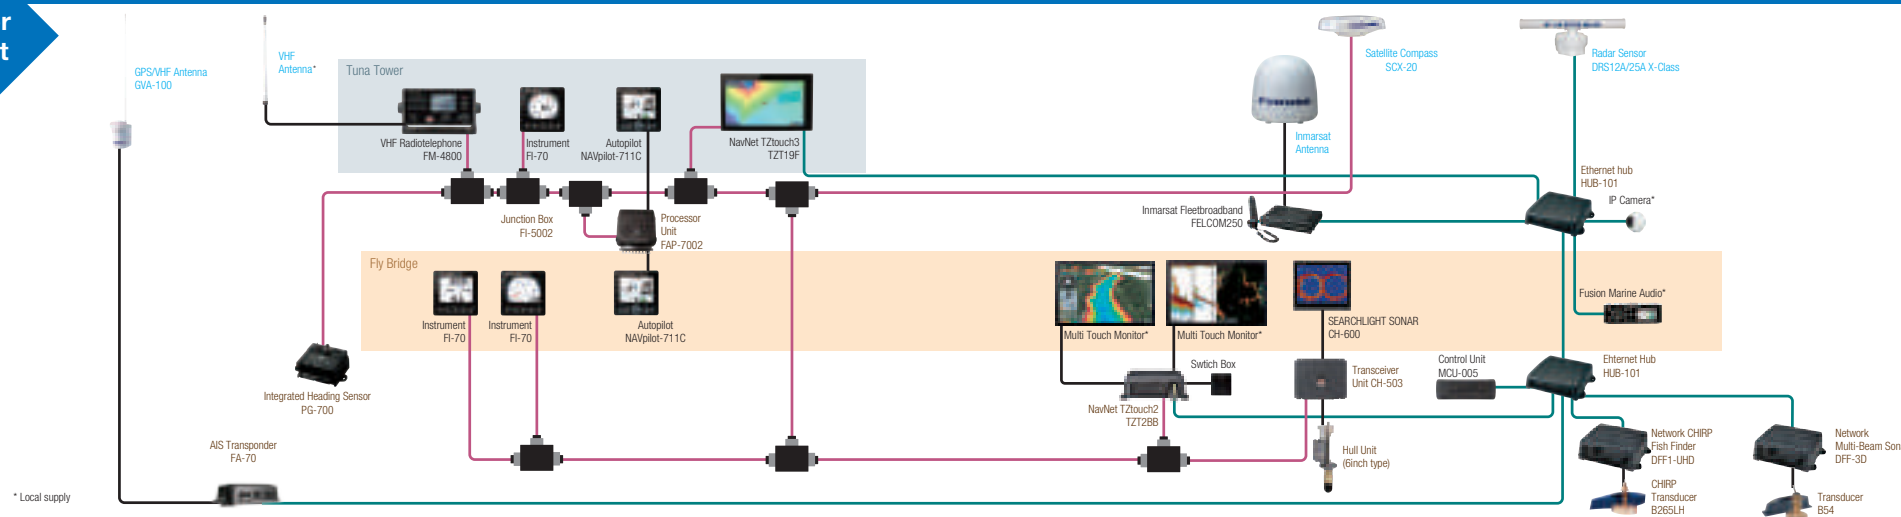 r
t
GPS/VHF Antenna
GVA-100
VHF
Antenna*
Tuna Tower
VHF Radiotelephone
FM-4800
Instrument
FI-70
Autopilot
NAVpilot-711C
NavNet TZtouch3
TZT19F
Satellite Compass
SCX-20
Radar Sensor
DRS12A/25A X-Class
Inmarsat
Antenna
Ethernet hub
HUB-101
IP Camera*
Inmarsat Fleetbroadband
FELCOM250
Junction Box
FI-5002
Processor
Unit
FAP-7002
Fly Bridge
Instrument
FI-70
Instrument
FI-70
Autopilot
NAVpilot-711C
Multi Touch Monitor*
Multi Touch Monitor*
SEARCHLIGHT SONAR
CH-600
Fusion Marine Audio*
Integrated Heading Sensor
PG-700
Swtich Box
NavNet TZtouch2
TZT2BB
Transceiver
Unit CH-503
Control Unit
MCU-005
Ehternet Hub
HUB-101
AIS Transponder
FA-70
Hull Unit
(6inch type)
Network CHIRP
Fish Finder
DFF1-UHD
Network
Multi-Beam Son
DFF-3D
CHIRP
Transducer
B265LH
Transducer
B54
* Local supply